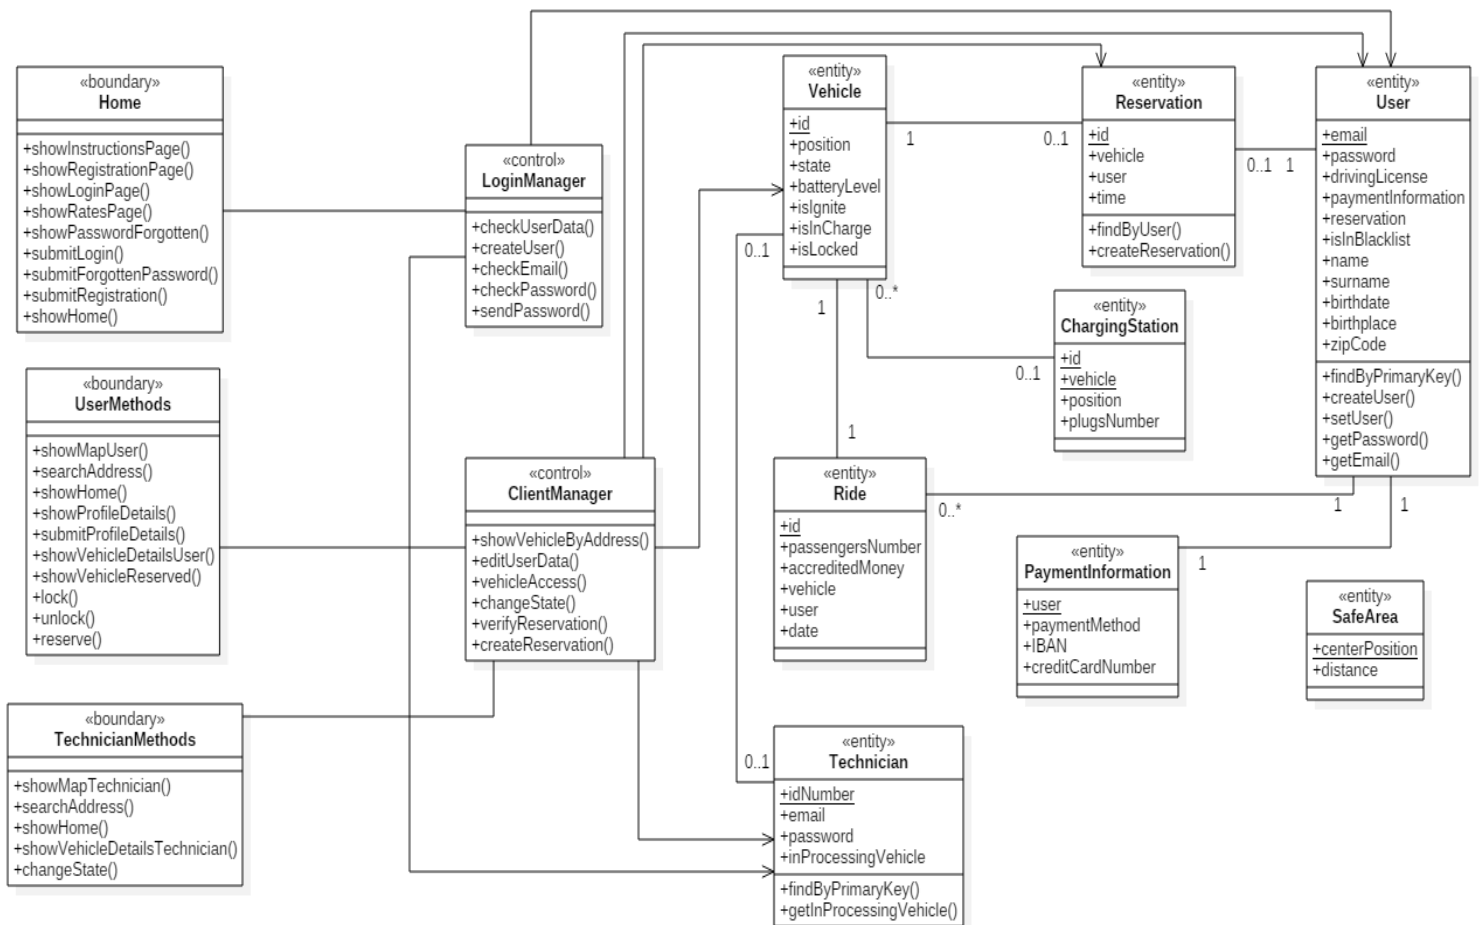 «boundary»
Home
+showInstructionsPage()
+showRegistrationPage()
+showLoginPage()
+showRatesPage()
+showPasswordForgotten()
+submitLogin()
+submitForgottenPassword()
+submitRegistration()
+showHome()
«boundary»
UserMethods
+showMapUser()
+searchAddress()
+showHome()
+showProfileDetails()
+submitProfileDetails()
+showVehicleDetailsUser()
+showVehicleReserved()
+lock()
+unlock()
+reserve()
«boundary»
TechnicianMethods
+showMapTechnician()
+searchAddress()
+showHome()
+showVehicleDetailsTechnician()
+changeState()
«control»
LoginManager
+checkUserData()
+createUser()
+checkEmail()
+checkPassword()
+sendPassword()
«control»
ClientManager
+showVehicleByAddress()
+editUserData()
+vehicleAccess()
+changeState()
+verifyReservation()
+createReservation()
«entity»
Vehicle
+id
+position
+state
+batteryLevel
+isIgnite
+isInCharge
+isLocked
1
0..1
0..1
0..*
1
«entity»
Reservation
+id
+vehicle
+user
+time
+findByUser()
+createReservation()
0..1
1
«entity»
User
+email
+password
+drivingLicense
+paymentInformation
+reservation
+isInBlacklist
+name
+surname
+birthdate
+birthplace
+zipCode
+findByPrimaryKey()
+createUser()
+setUser()
+getPassword()
+getEmail()
«entity»
ChargingStation
+id
+vehicle
+position
+plugsNumber
0..1
1
«entity»
Ride
+id
+passengersNumber
+accreditedMoney
+vehicle
+user
+date
0..*
1
1
«entity»
PaymentInformation
+user
+paymentMethod
+IBAN
+creditCardNumber
1
«entity»
SafeArea
+centerPosition
+distance
0..1
«entity»
Technician
+idNumber
+email
+password
+inProcessingVehicle
+findByPrimaryKey()
+getInProcessingVehicle()